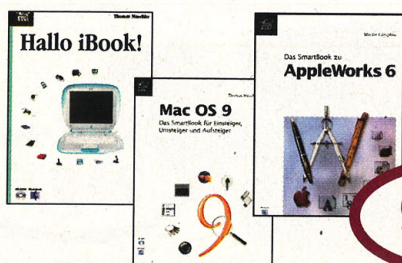 Hallo iBook!
Mac OS 9
Das SmartBook für Einsteiger,
Umsteiger und Aufsteiger
Das SmartBook zu
AppleWorks 6